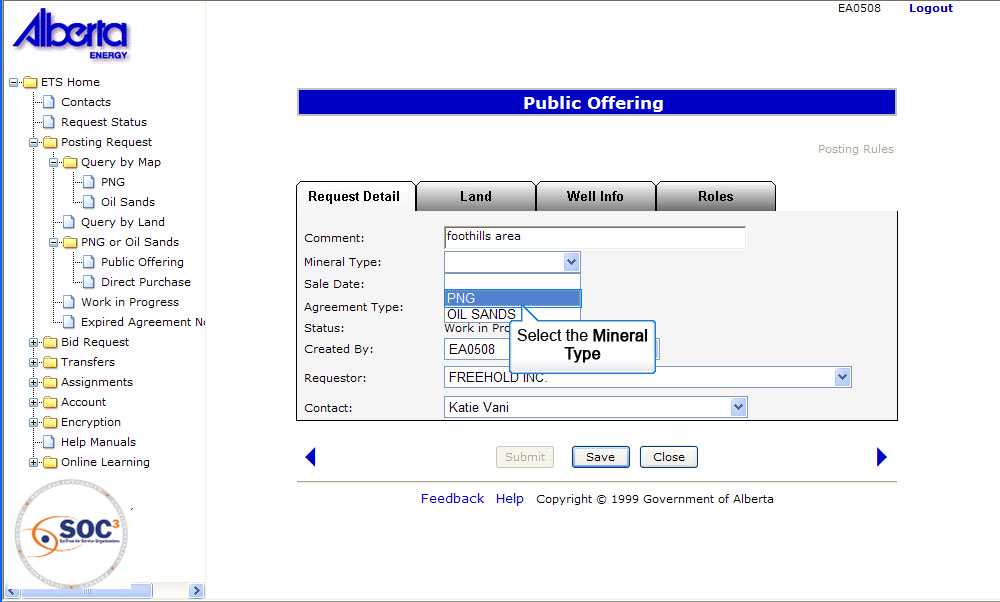 EA0508 Logout
Alberta
ENERGY
ETS Home
Contacts
Request Status
Posting Request
Query by Map
PNG
Oil Sands
Query by Land
PNG or Oil Sands
Public Offering
Direct Purchase
Work in Progress
Expired Agreement No
Bid Request
Transfers
Assignments
Account
Encryption
Help Manuals
Online Learning
SOC3
Public Offering
Posting Rules
Request Detail Land Well Info Roles
Comment: foothills area
Mineral Type:
Sale Date:
PNG
Agreement Type: OIL SANDS
Status: Work in Pro
Select the Mineral
Type
Created By: EA0508
Requestor: FREEHOLD INC.
Contact: Katie Vani
Submit Save Close
Feedback Help Copyright © 1999 Government of Alberta